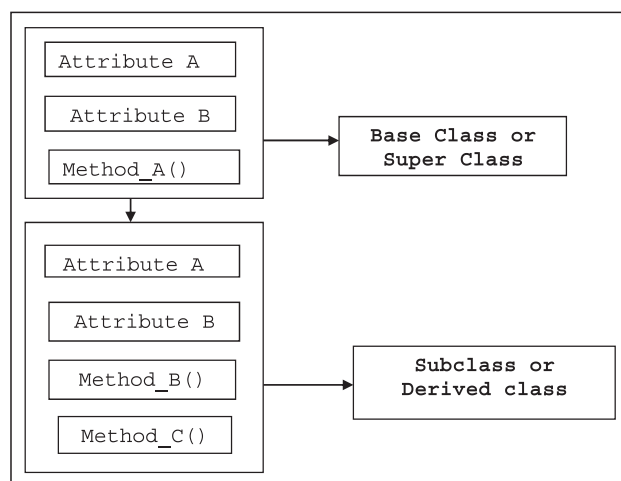 Attribute A
Attribute B
Method_A()
Base Class or
Super Class
Attribute A
Attribute B
Method_B()
Method_C()
Subclass or
Derived class